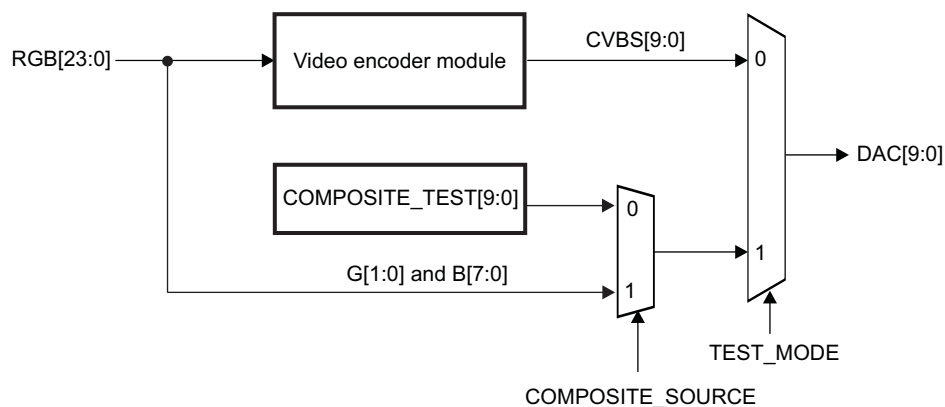 CVBS[9:0]
RGB[23:0]
Video encoder module
0
DAC[9:0]
COMPOSITE_TEST[9:0]
0
1
G[1:0] and B[7:0]
1
TEST_MODE
COMPOSITE_SOURCE